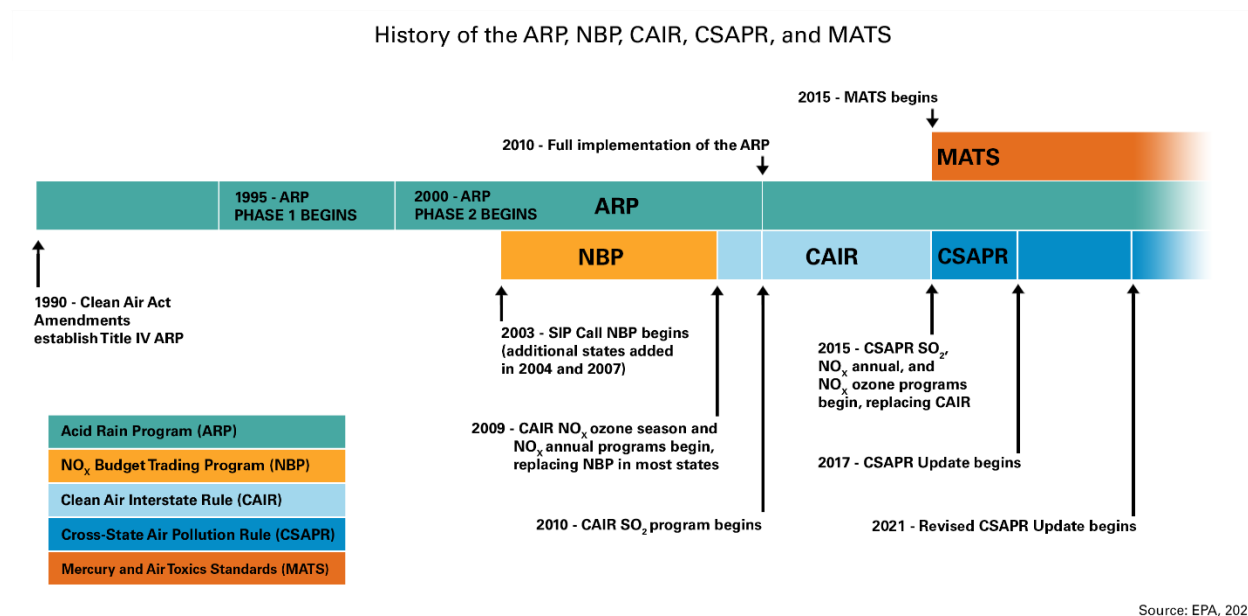 History of the ARP, NBP, CAIR, CSAPR, and MATS
2015 - MATS begins
2010 - Full implementation of the ARP
MATS
1995 - ARP
PHASE 1 BEGINS
2000 - ARP
PHASE 2 BEGINS
ARP
NBP
CAIR
CSAPR
1990 - Clean Air Act
Amendments
establish Title IV ARP
2003 - SIP Call NBP begins
(additional states added
in 2004 and 2007)
2015 - CSAPR SO₂,
NOₓ annual, and
NOₓ ozone programs
begin, replacing CAIR
2009 - CAIR NOₓ ozone season and
NOₓ annual programs begin,
replacing NBP in most states
2017 - CSAPR Update begins
2010 - CAIR SO₂ program begins
2021 - Revised CSAPR Update begins
Acid Rain Program (ARP)
NOₓ Budget Trading Program (NBP)
Clean Air Interstate Rule (CAIR)
Cross-State Air Pollution Rule (CSAPR)
Mercury and Air Toxics Standards (MATS)
Source: EPA, 202